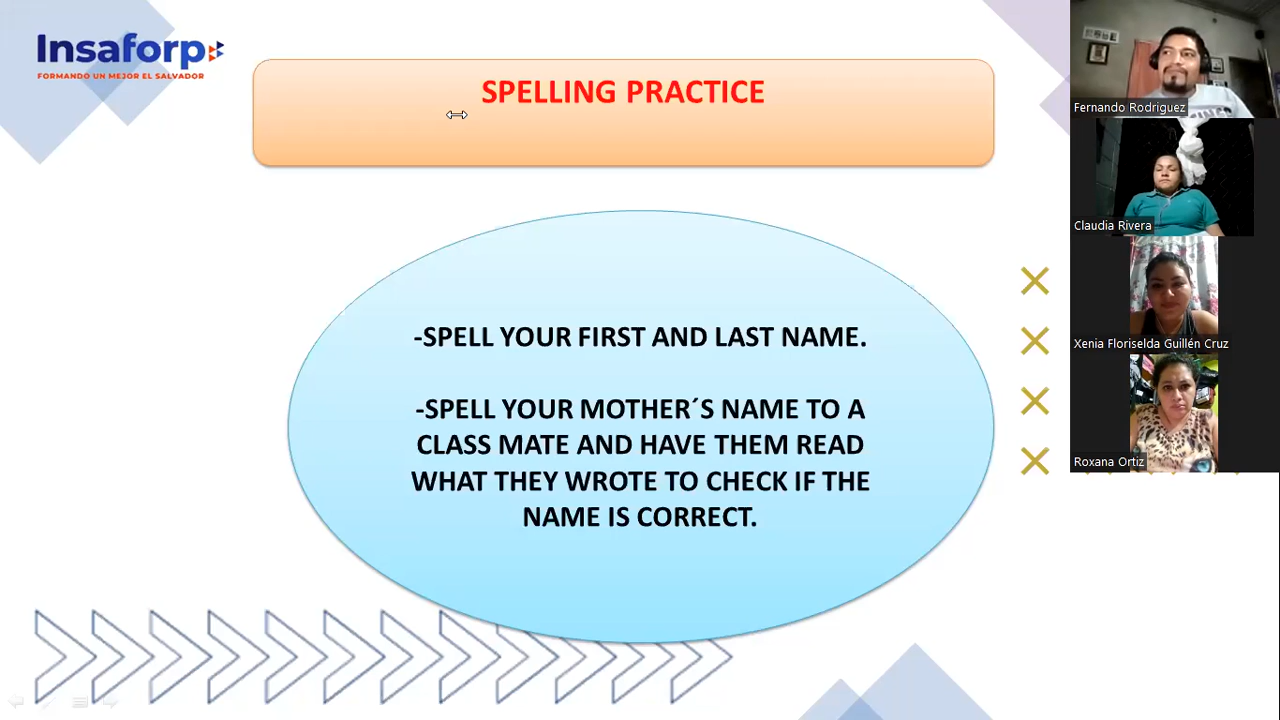 Insaforp
FORMANDO UN MEJOR EL SALVADOR
SPELLING PRACTICE
-SPELL YOUR FIRST AND LAST NAME.
-SPELL YOUR MOTHER´S NAME TO A
CLASS MATE AND HAVE THEM READ
WHAT THEY WROTE TO CHECK IF THE
NAME IS CORRECT.
Fernando Rodriguez
Claudia Rivera
Xenia Floriselda Guillén Cruz
Roxana Ortiz